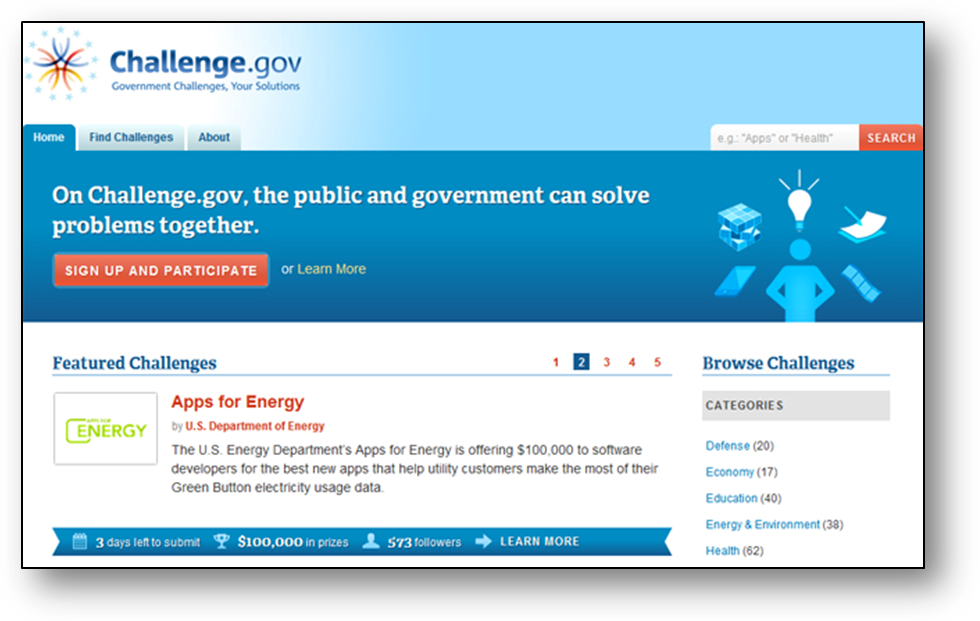 Challenge.gov
Government Challenges, Your Solutions
Home Find Challenges About
e.g.: "Apps" or "Health" SEARCH
On Challenge.gov, the public and government can solve
problems together.
SIGN UP AND PARTICIPATE or Learn More
Featured Challenges 1 2 3 4 5
APPS FOR
ENERGY
Apps for Energy
by U.S. Department of Energy
The U.S. Energy Department's Apps for Energy is offering $100,000 to software
developers for the best new apps that help utility customers make the most of their
Green Button electricity usage data.
3 days left to submit $100,000 in prizes 573 followers LEARN MORE
Browse Challenges
CATEGORIES
Defense (20)
Economy (17)
Education (40)
Energy & Environment (38)
Health (62)